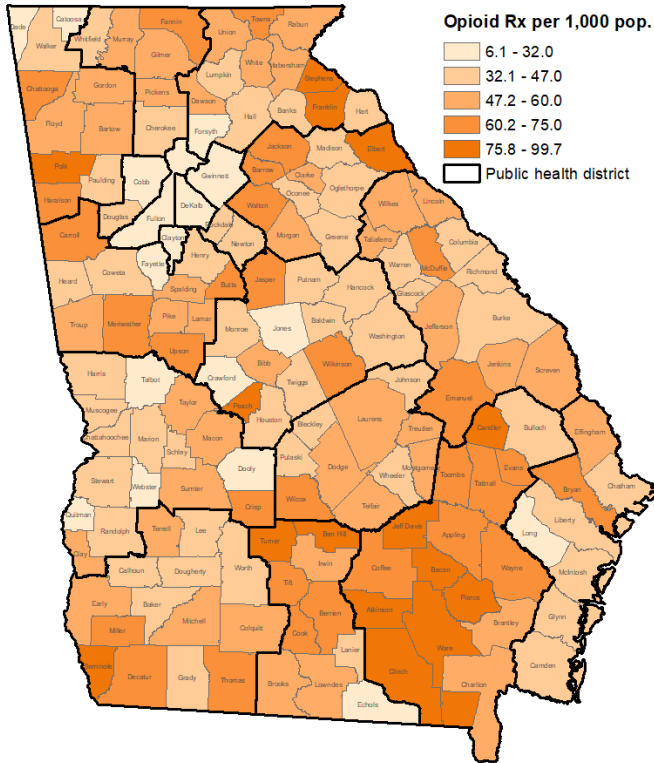 Opioid Rx per 1,000 pop.
6.1 - 32.0
32.1 - 47.0
47.2 - 60.0
60.2 - 75.0
75.8 - 99.7
Public health district
Dade
Catoosa
Whitfield
Murray
Fannin
Union
Towns
Rabun
Walker
Gilmer
White
Habersham
Stephens
Lumpkin
Chattooga
Gordon
Pickens
Dawson
Franklin
Hart
Banks
Hall
Floyd
Bartow
Cherokee
Forsyth
Elbert
Jackson
Madison
Polk
Paulding
Cobb
Gwinnett
Barrow
Clarke
Oconee
Oglethorpe
Haralson
Douglas
Fulton
DeKalb
Walton
Wilkes
Lincoln
Carroll
Clayton
Rockdale
Newton
Morgan
Greene
Taliaferro
Columbia
Fayette
Henry
McDuffie
Warren
Richmond
Heard
Coweta
Spalding
Butts
Jasper
Putnam
Hancock
Glascock
Burke
Troup
Meriwether
Pike
Lamar
Monroe
Jones
Baldwin
Washington
Jefferson
Upson
Bibb
Wilkinson
Jenkins
Screven
Harris
Talbot
Crawford
Twiggs
Johnson
Emanuel
Taylor
Peach
Muscogee
Houston
Bleckley
Laurens
Treutlen
Candler
Bulloch
Effingham
Chattahoochee
Marion
Macon
Schley
Pulaski
Dodge
Wheeler
Montgomery
Toombs
Tattnall
Evans
Bryan
Chatham
Stewart
Webster
Sumter
Dooly
Wilcox
Telfair
Crisp
Long
Liberty
Quitman
Randolph
Terrell
Lee
Turner
Ben Hill
Jeff Davis
Appling
Wayne
McIntosh
Clay
Calhoun
Dougherty
Worth
Irwin
Tift
Coffee
Bacon
Pierce
Early
Baker
Mitchell
Colquitt
Berrien
Cook
Atkinson
Ware
Brantley
Glynn
Miller
Lanier
Clinch
Seminole
Decatur
Grady
Thomas
Brooks
Lowndes
Echols
Charlton
Camden